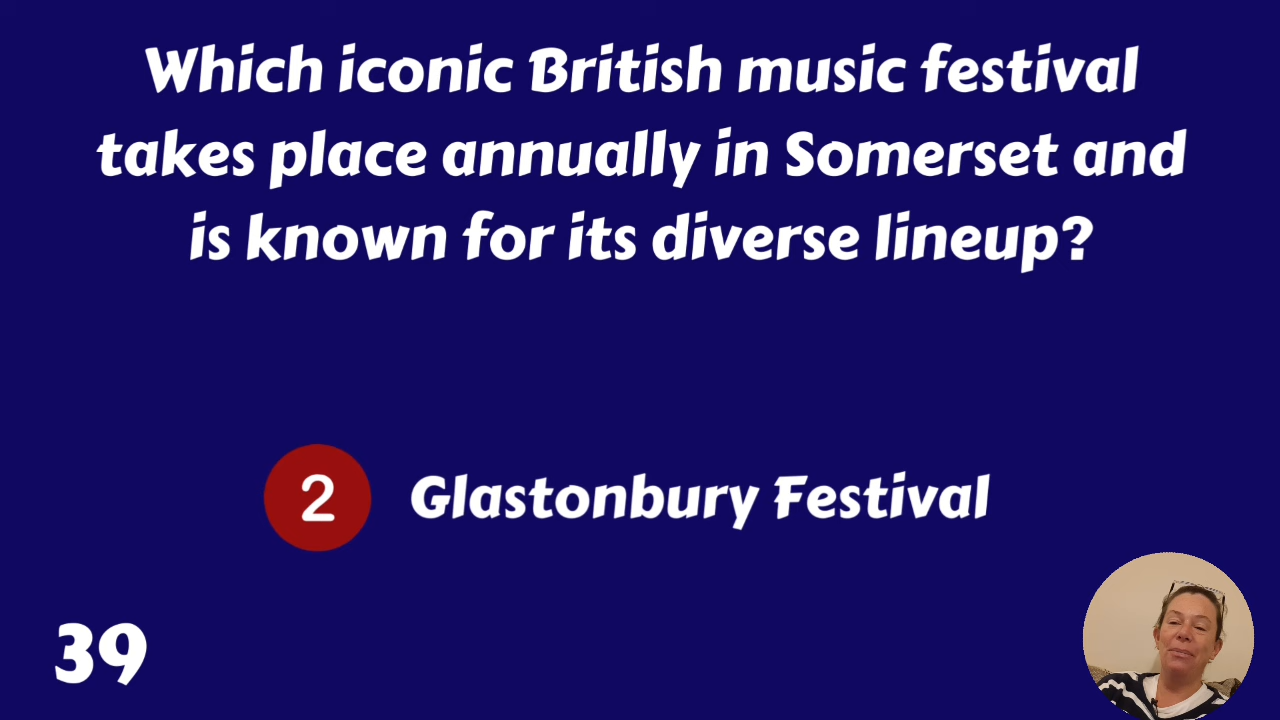 Which iconic British music festival
takes place annually in Somerset and
is known for its diverse lineup?
2 Glastonbury Festival
39